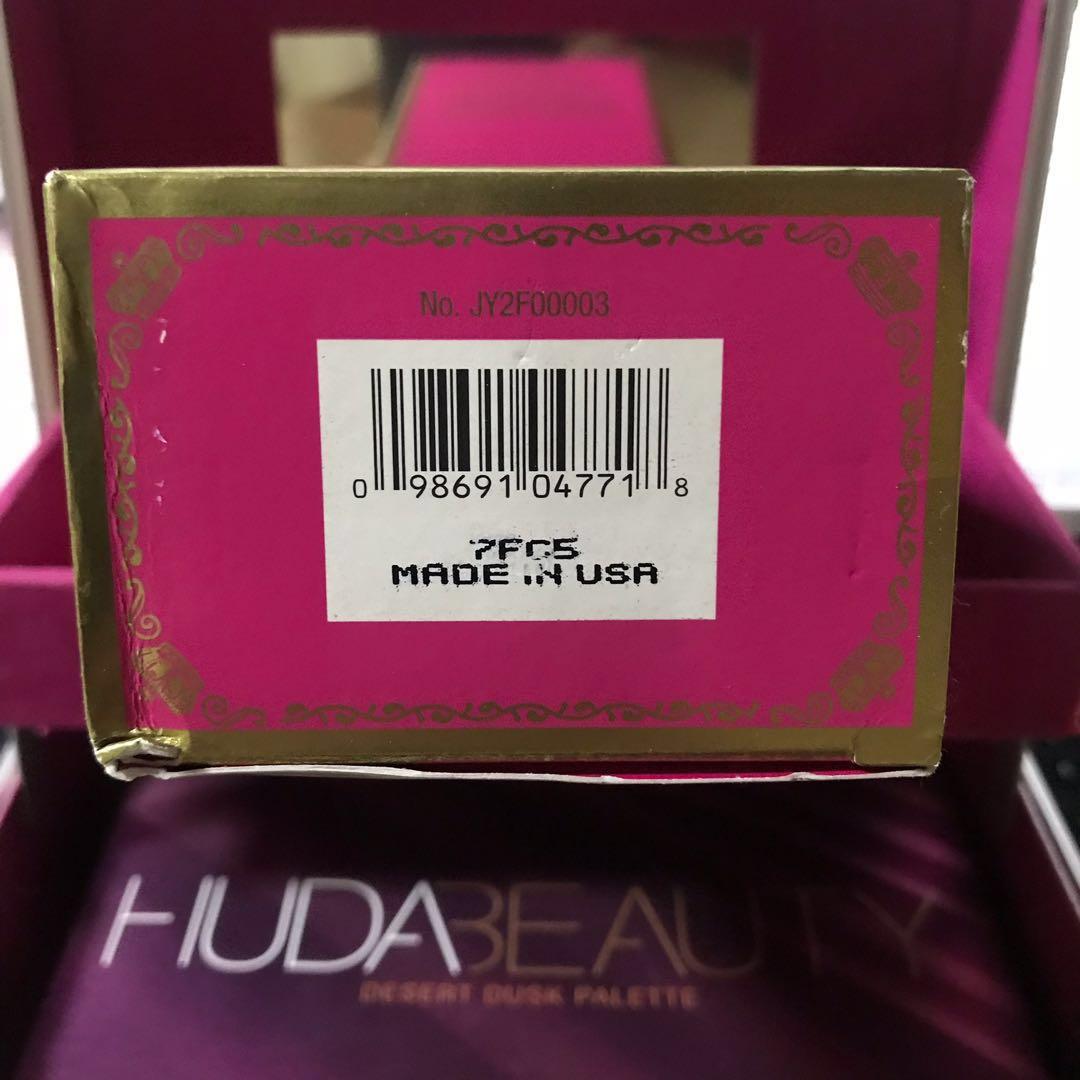 No. JY2F00003
0 98691 04771 8
7FC5
MADE IN USA
HUDABEAUTY
DESERT DUSK PALETTE